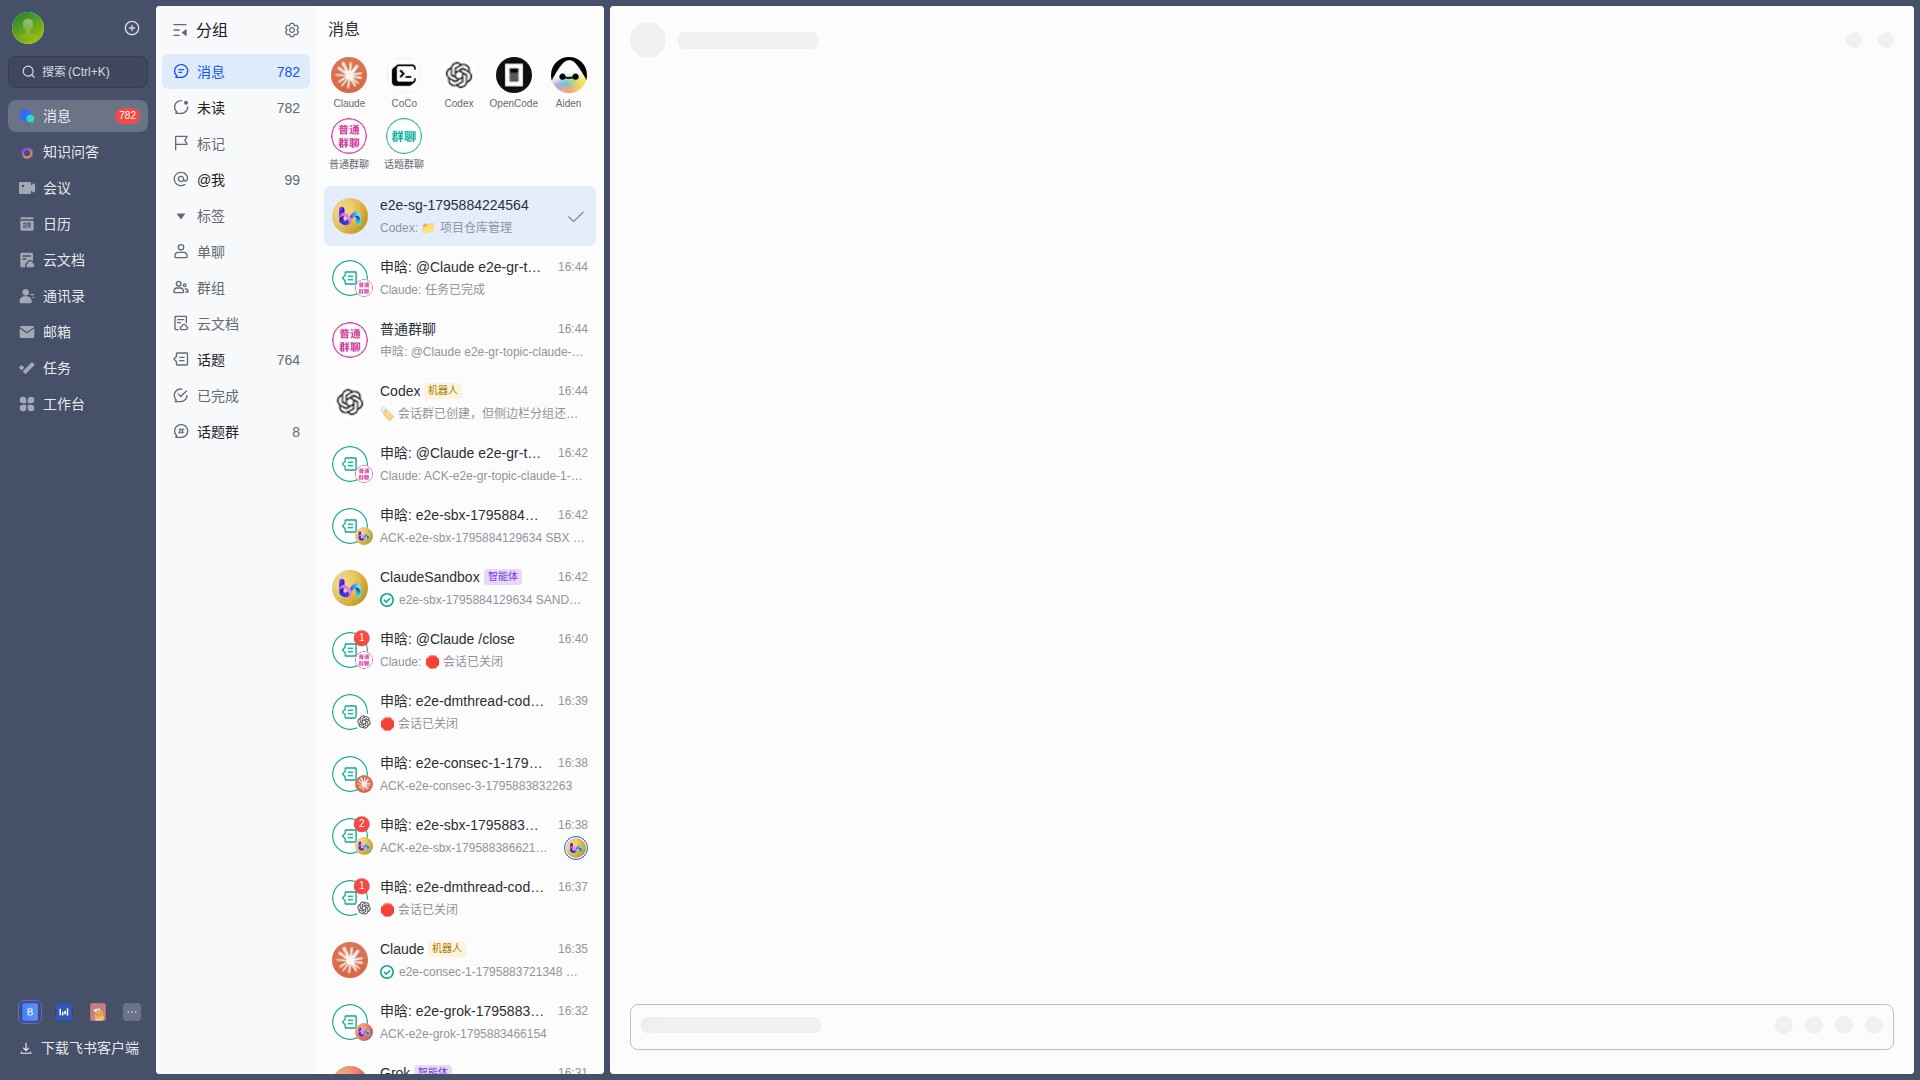 搜索 (Ctrl+K)
消息 782
知识问答
会议
日历
云文档
通讯录
邮箱
任务
工作台
下载飞书客户端
分组
消息 782
未读 782
标记
@我 99
标签
单聊
群组
云文档
话题 764
已完成
话题群 8
消息
Claude CoCo Codex OpenCode Aiden
普通群聊 话题群聊
普通群聊 话题群聊
e2e-sg-1795884224564
Codex: 📁 项目仓库管理
申晗: @Claude e2e-gr-t… 16:44
Claude: 任务已完成
普通群聊 16:44
申晗: @Claude e2e-gr-topic-claude-…
Codex 机器人 16:44
🏷️ 会话群已创建，但侧边栏分组还…
申晗: @Claude e2e-gr-t… 16:42
Claude: ACK-e2e-gr-topic-claude-1-…
申晗: e2e-sbx-1795884… 16:42
ACK-e2e-sbx-1795884129634 SBX …
ClaudeSandbox 智能体 16:42
e2e-sbx-1795884129634 SAND…
1
申晗: @Claude /close 16:40
Claude: 🛑 会话已关闭
申晗: e2e-dmthread-cod… 16:39
🛑 会话已关闭
申晗: e2e-consec-1-179… 16:38
ACK-e2e-consec-3-1795883832263
2
申晗: e2e-sbx-1795883… 16:38
ACK-e2e-sbx-179588386621…
1
申晗: e2e-dmthread-cod… 16:37
🛑 会话已关闭
Claude 机器人 16:35
e2e-consec-1-1795883721348 …
申晗: e2e-grok-1795883… 16:32
ACK-e2e-grok-1795883466154
Grok 智能体 16:31